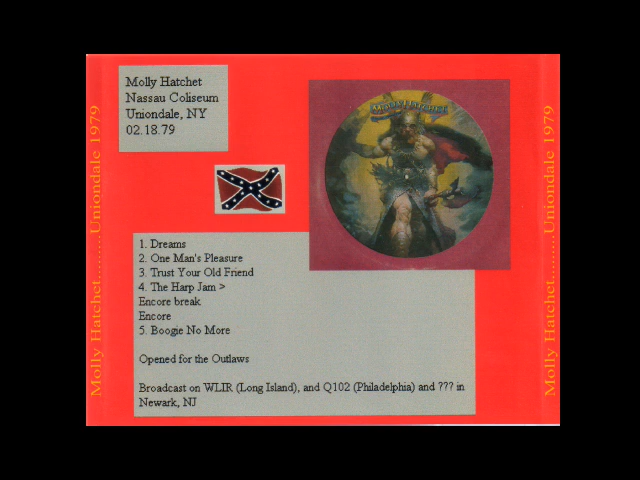 Molly Hatchet
Nassau Coliseum
Uniondale, NY
02.18.79
MOLLY HATCHET
1. Dreams
2. One Man's Pleasure
3. Trust Your Old Friend
4. The Harp Jam >
Encore break
Encore
5. Boogie No More
Opened for the Outlaws
Broadcast on WLIR (Long Island), and Q102 (Philadelphia) and ??? in
Newark, NJ
Molly Hatchet.........Uniondale 1979
Molly Hatchet.........Uniondale 1979